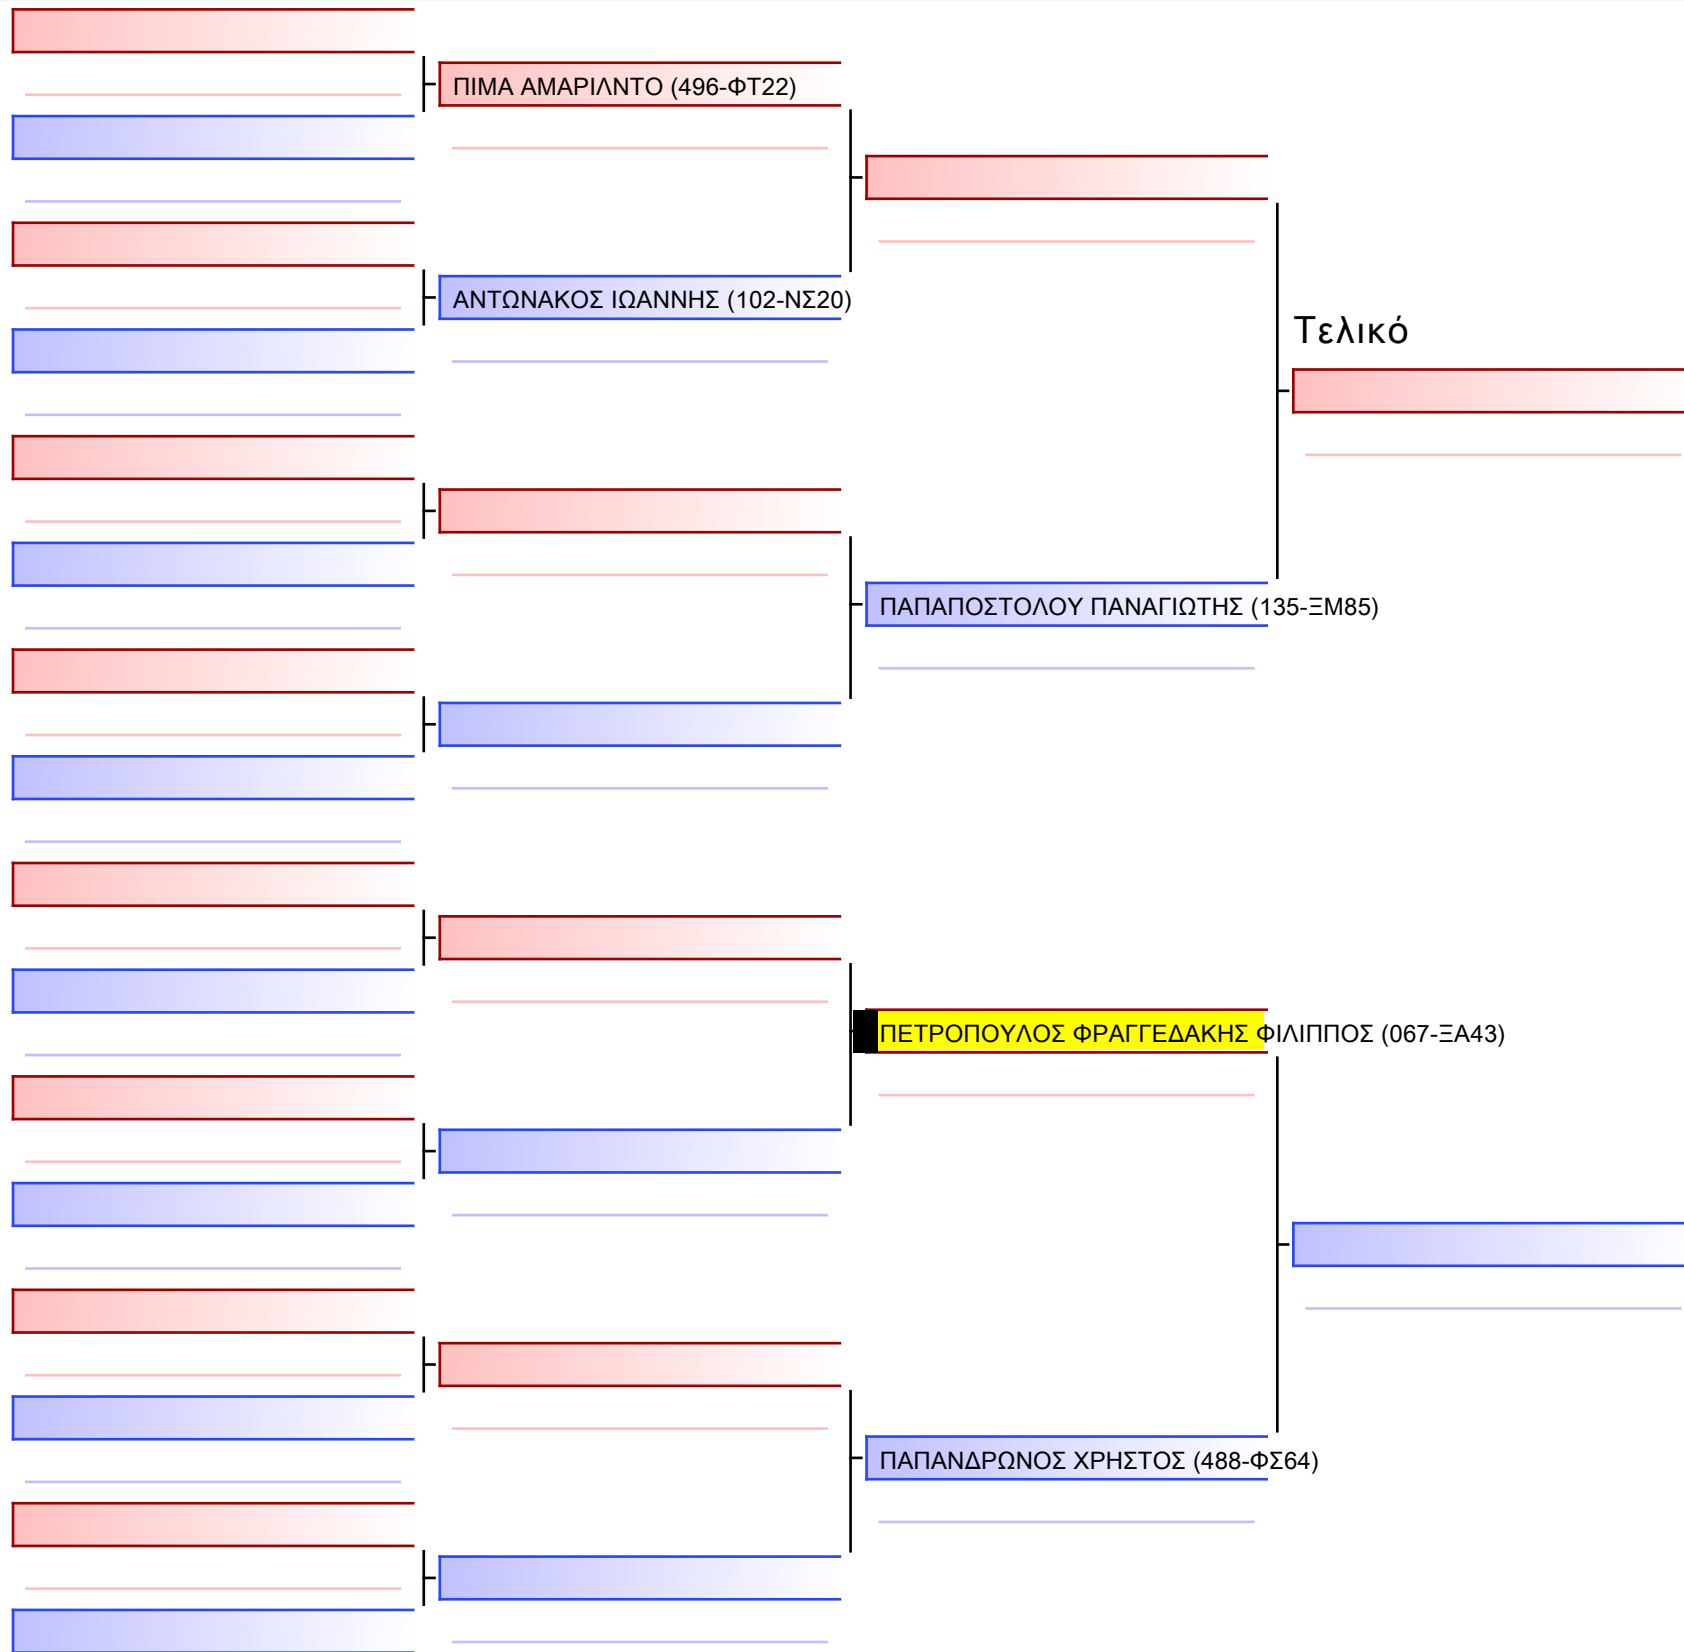 ΠΙΜΑ ΑΜΑΡΙΛΝΤΟ (496-ΦΤ22)
ΑΝΤΩΝΑΚΟΣ ΙΩΑΝΝΗΣ (102-ΝΣ20)
Τελικό
ΠΑΠΑΠΟΣΤΟΛΟΥ ΠΑΝΑΓΙΩΤΗΣ (135-ΞΜ85)
ΠΕΤΡΟΠΟΥΛΟΣ ΦΡΑΓΓΕΔΑΚΗΣ ΦΙΛΙΠΠΟΣ (067-ΞΑ43)
ΠΑΠΑΝΔΡΩΝΟΣ ΧΡΗΣΤΟΣ (488-ΦΣ64)